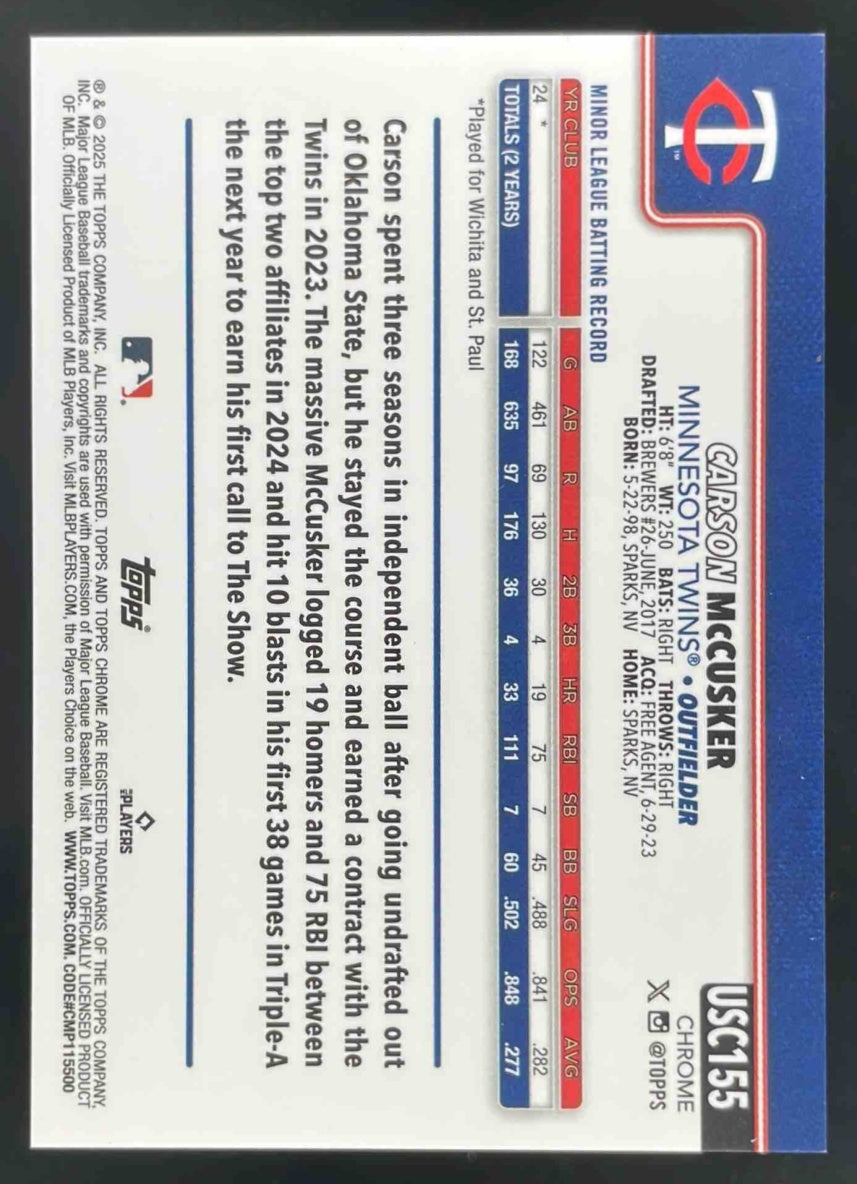 TC™
USC155
CHROME
X @TOPPS
CARSON McCUSKER
MINNESOTA TWINS® • OUTFIELDER
HT: 6'8" WT: 250 BATS: RIGHT THROWS: RIGHT
DRAFTED: BREWERS #26-JUNE, 2017 ACQ: FREE AGENT, 6-29-23
BORN: 5-22-98, SPARKS, NV HOME: SPARKS, NV
MINOR LEAGUE BATTING RECORD
YR CLUB G AB R H 2B 3B HR RBI SB BB SLG OPS AVG
24 * 122 461 69 130 30 4 19 75 7 45 .488 .841 .282
TOTALS (2 YEARS) 168 635 97 176 36 4 33 111 7 60 .502 .848 .277
*Played for Wichita and St. Paul
Carson spent three seasons in independent ball after going undrafted out
of Oklahoma State, but he stayed the course and earned a contract with the
Twins in 2023. The massive McCusker logged 19 homers and 75 RBI between
the top two affiliates in 2024 and hit 10 blasts in his first 38 games in Triple-A
the next year to earn his first call to The Show.
topps®
PLAYERS
® & © 2025 THE TOPPS COMPANY, INC. ALL RIGHTS RESERVED. TOPPS AND TOPPS CHROME ARE REGISTERED TRADEMARKS OF THE TOPPS COMPANY,
INC. Major League Baseball trademarks and copyrights are used with permission of Major League Baseball. Visit MLB.com. OFFICIALLY LICENSED PRODUCT
OF MLB. Officially Licensed Product of MLB Players, Inc. Visit MLBPLAYERS.COM, the Players Choice on the web. WWW.TOPPS.COM. CODE#CMP115500